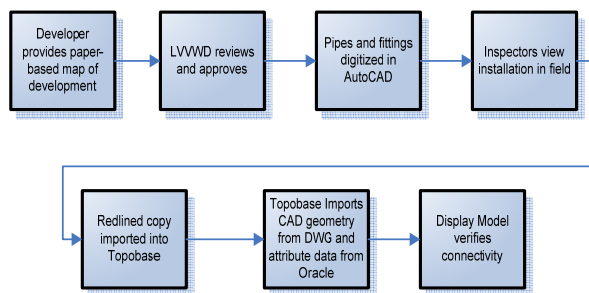 Developer
provides paper-
based map of
development
LVVWD reviews
and approves
Pipes and fittings
digitized in
AutoCAD
Inspectors view
installation in field
Redlined copy
imported into
Topobase
Topobase Imports
CAD geometry
from DWG and
attribute data from
Oracle
Display Model
verifies
connectivity